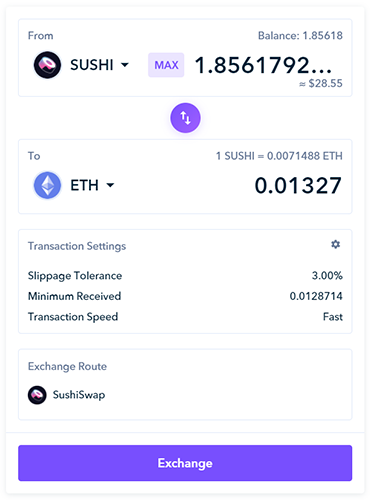 From Balance: 1.85618
SUSHI MAX 1.8561792...
≈ $28.55
To 1 SUSHI = 0.0071488 ETH
ETH 0.01327
Transaction Settings
Slippage Tolerance 3.00%
Minimum Received 0.0128714
Transaction Speed Fast
Exchange Route
SushiSwap
Exchange